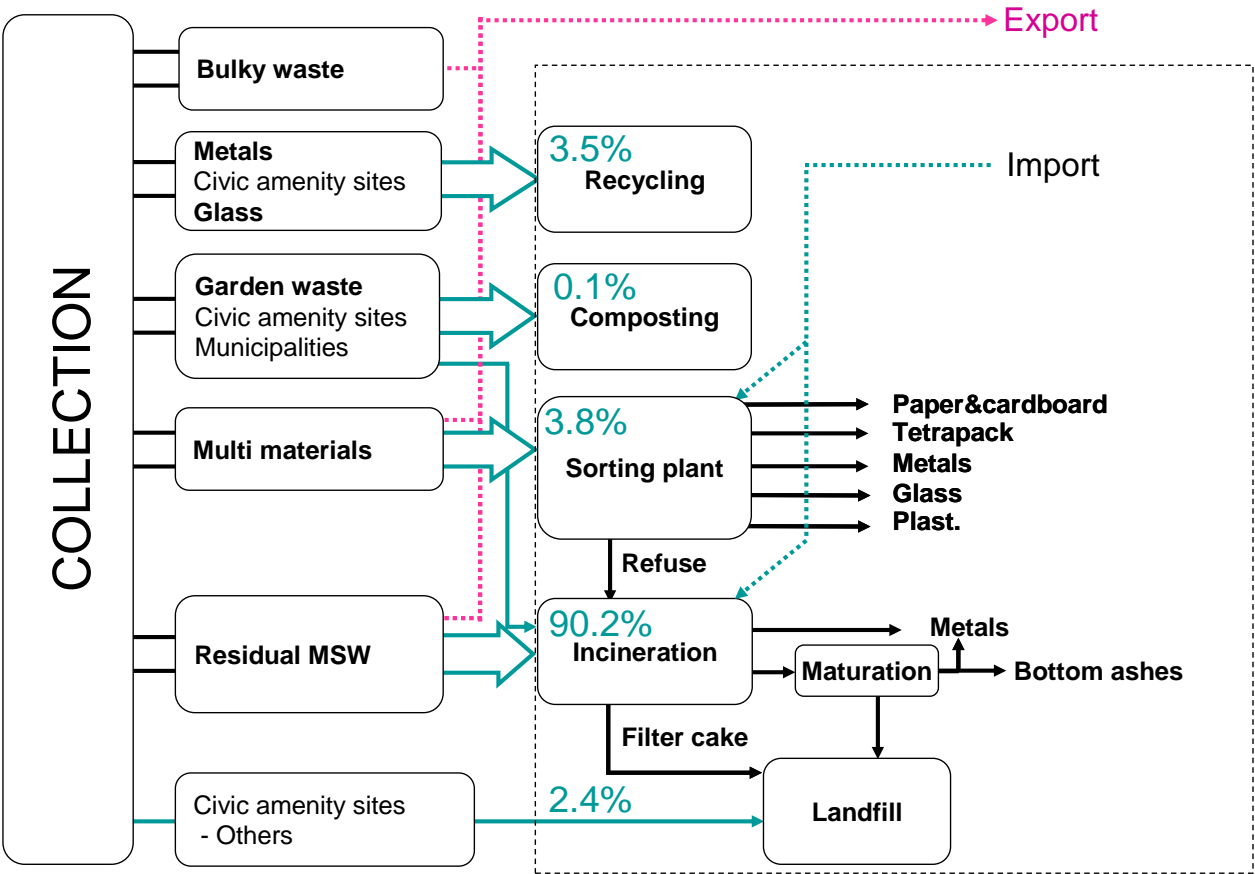 COLLECTION
Export
Bulky waste
Metals
Civic amenity sites
Glass
3.5%
Recycling
Import
Garden waste
Civic amenity sites
Municipalities
0.1%
Composting
Multi materials
3.8%
Sorting plant
Paper&cardboard
Tetrapack
Metals
Glass
Plast.
Refuse
Residual MSW
90.2%
Incineration
Metals
Maturation
Bottom ashes
Filter cake
Civic amenity sites
- Others
2.4%
Landfill